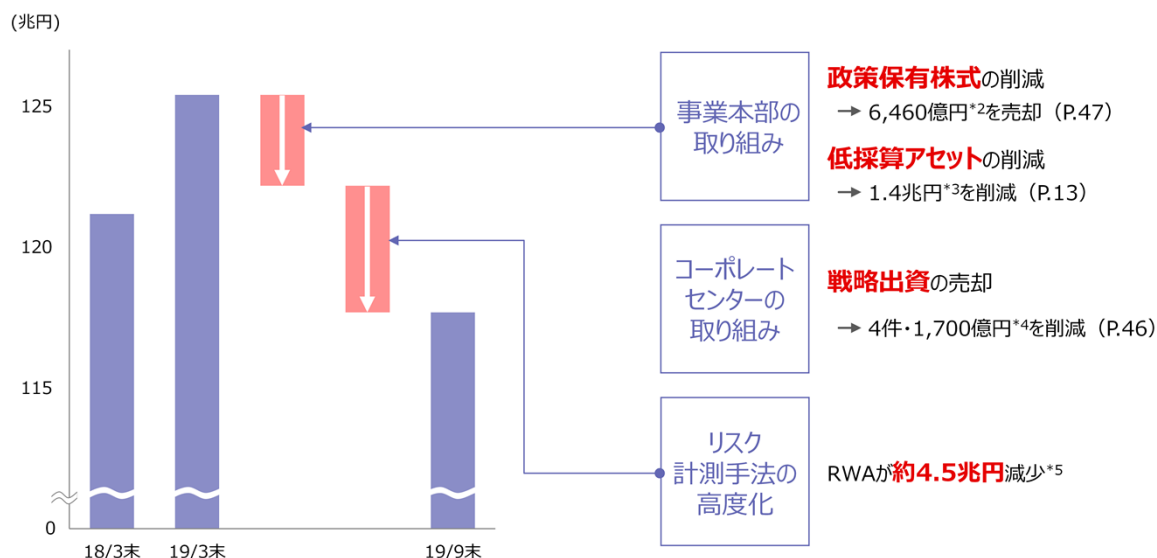 (兆円)
125
120
115
0
18/3末
19/3末
19/9末
事業本部の
取り組み
政策保有株式の削減
→ 6,460億円*2を売却（P.47）
低採算アセットの削減
→ 1.4兆円*3を削減（P.13）
コーポレート
センターの
取り組み
戦略出資の売却
→ 4件・1,700億円*4を削減（P.46）
リスク
計測手法の
高度化
RWAが約4.5兆円減少*5